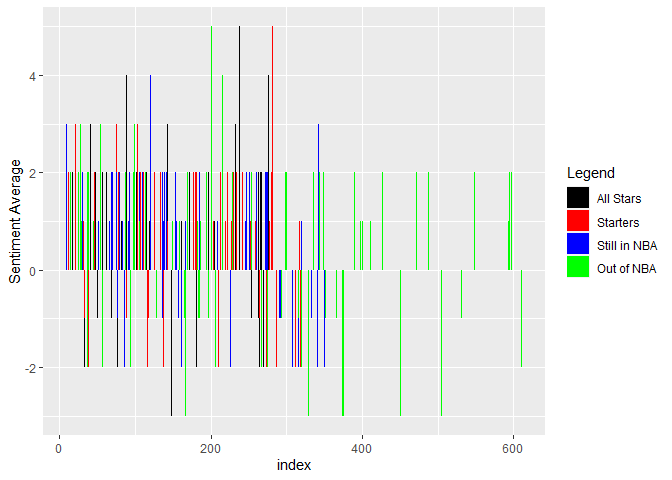 Sentiment Average
4
2
0
-2
0
200
400
600
index
Legend
All Stars
Starters
Still in NBA
Out of NBA